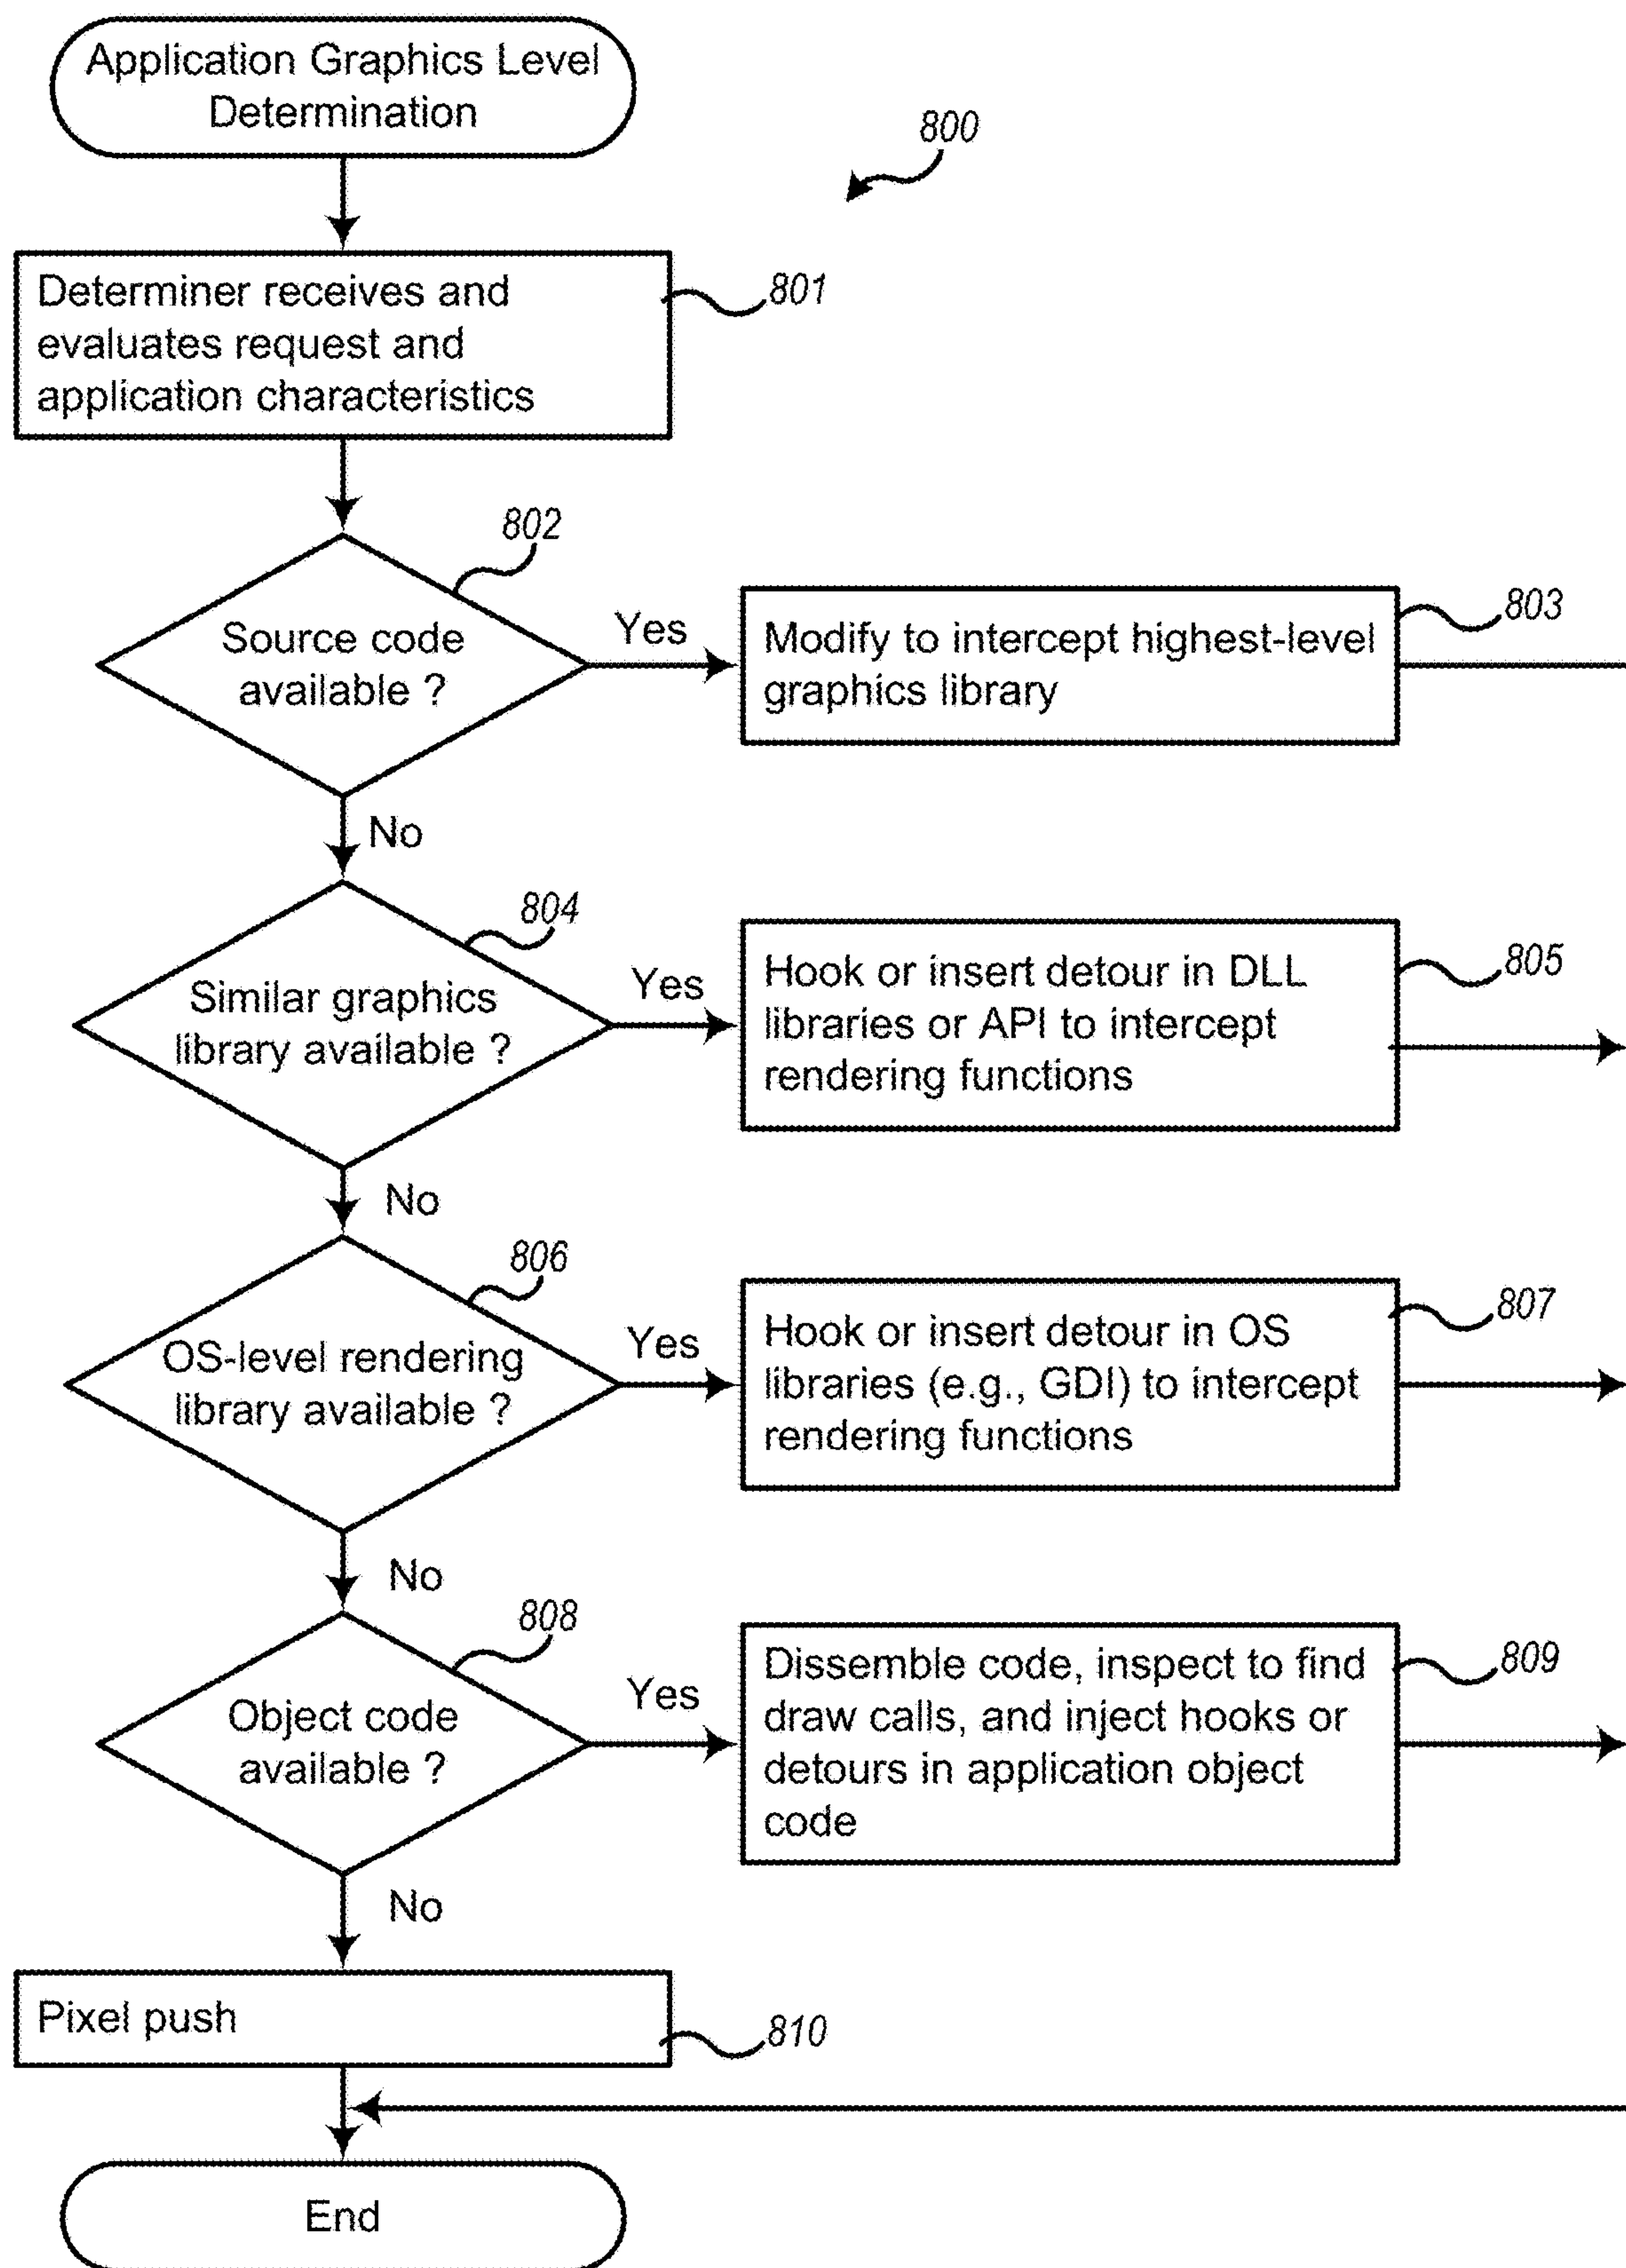 Application Graphics Level
Determination
800
Determiner receives and
evaluates request and
application characteristics
801
802
Source code
available ?
Yes
Modify to intercept highest-level
graphics library
803
No
804
Similar graphics
library available ?
Yes
Hook or insert detour in DLL
libraries or API to intercept
rendering functions
805
No
806
OS-level rendering
library available ?
Yes
Hook or insert detour in OS
libraries (e.g., GDI) to intercept
rendering functions
807
No
808
Object code
available ?
Yes
Dissemble code, inspect to find
draw calls, and inject hooks or
detours in application object
code
809
No
Pixel push
810
End